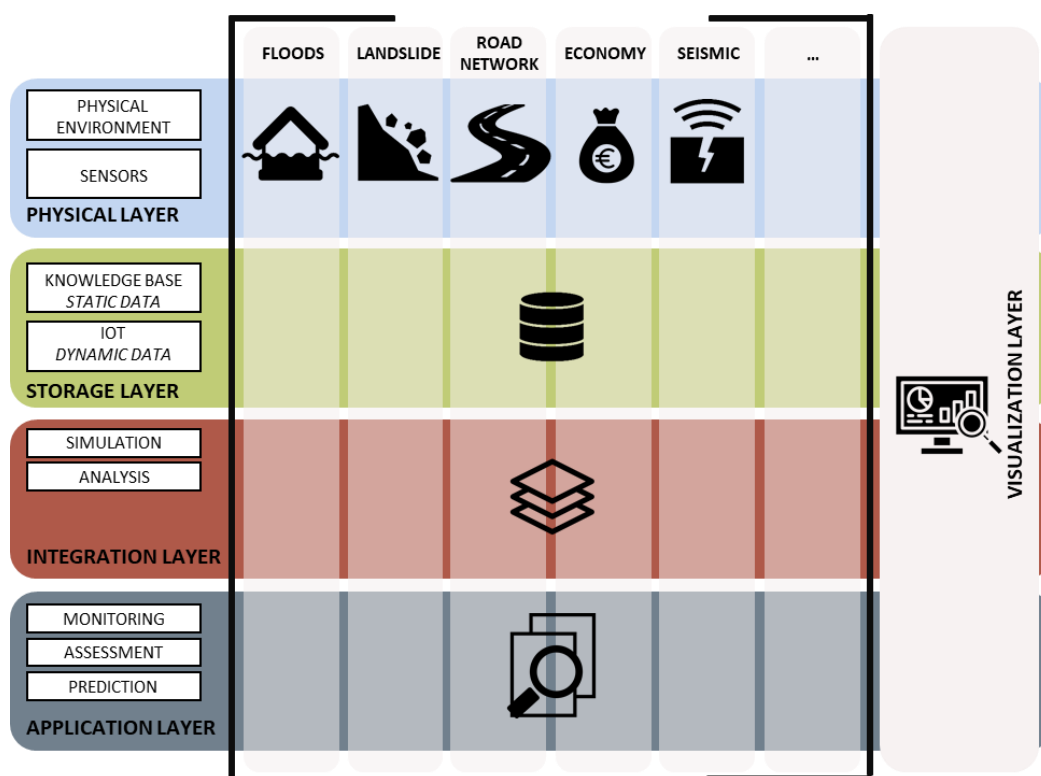 FLOODS
LANDSLIDE
ROAD
NETWORK
ECONOMY
SEISMIC
...
PHYSICAL
ENVIRONMENT
SENSORS
PHYSICAL LAYER
€
KNOWLEDGE BASE
STATIC DATA
IOT
DYNAMIC DATA
STORAGE LAYER
SIMULATION
ANALYSIS
INTEGRATION LAYER
MONITORING
ASSESSMENT
PREDICTION
APPLICATION LAYER
VISUALIZATION LAYER